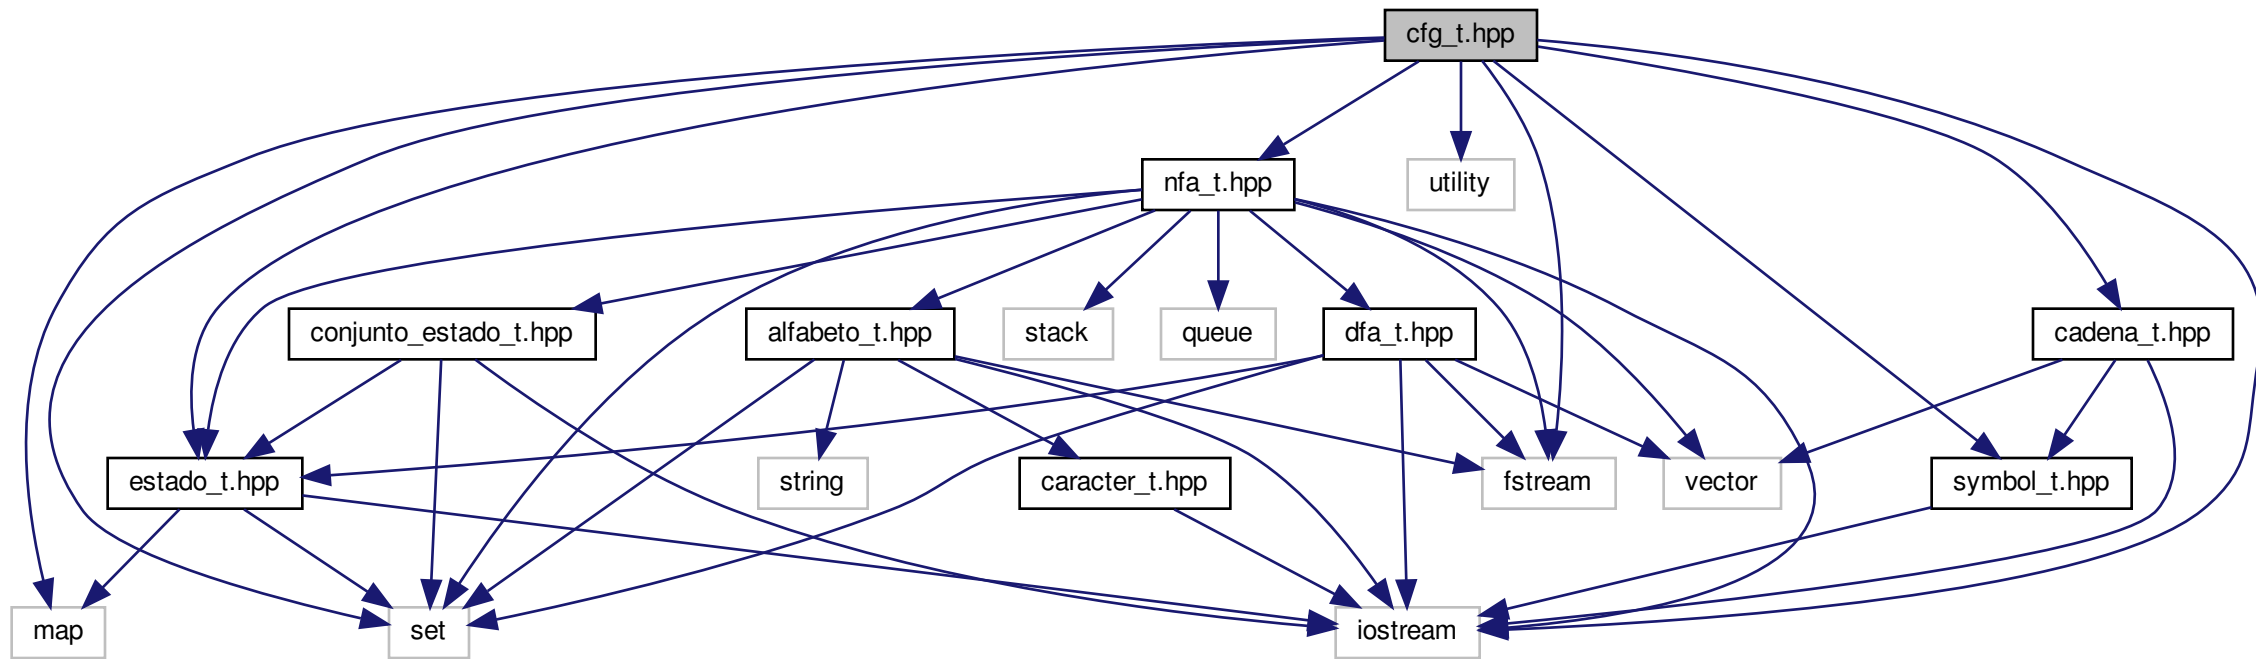 cfg_t.hpp
nfa_t.hpp
utility
conjunto_estado_t.hpp
alfabeto_t.hpp
stack
queue
dfa_t.hpp
cadena_t.hpp
estado_t.hpp
string
caracter_t.hpp
fstream
vector
symbol_t.hpp
map
set
iostream